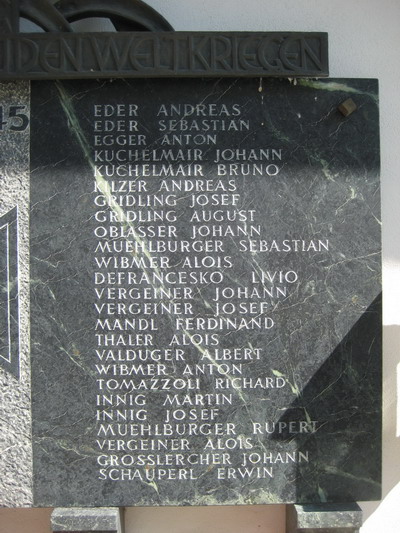 DEN WELTKRIEGEN
45
EDER ANDREAS
EDER SEBASTIAN
EGGER ANTON
KUCHELMAIR JOHANN
KUCHELMAIR BRUNO
KILZER ANDREAS
GRIDLING JOSEF
GRIDLING AUGUST
OBLASSER JOHANN
MUEHLBURGER SEBASTIAN
WIBMER ALOIS
DEFRANCESKO LIVIO
VERGEINER JOHANN
VERGEINER JOSEF
MANDL FERDINAND
THALER ALOIS
VALDUGER ALBERT
WIBMER ANTON
TOMAZZOLI RICHARD
INNIG MARTIN
INNIG JOSEF
MUEHLBURGER RUPERT
VERGEINER ALOIS
GROSSLERCHER JOHANN
SCHAUPERL ERWIN